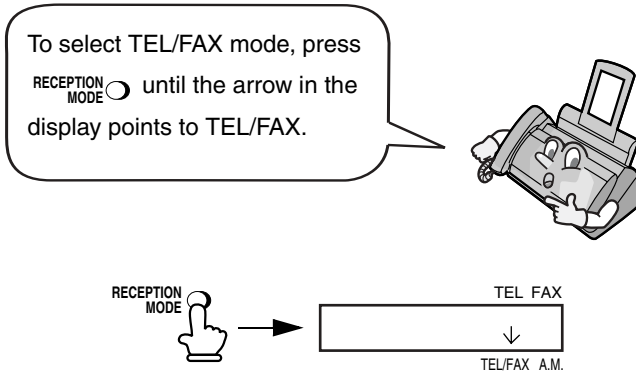 To select TEL/FAX mode, press
RECEPTION
MODE until the arrow in the
display points to TEL/FAX.
RECEPTION
MODE
TEL FAX
TEL/FAX A.M.